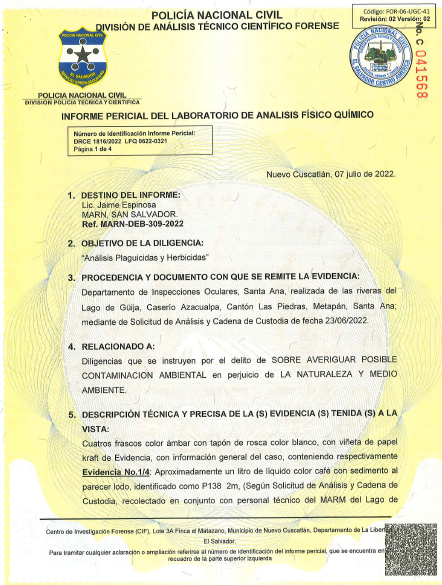 POLICÍA NACIONAL CIVIL
DIVISIÓN DE ANÁLISIS TÉCNICO CIENTÍFICO FORENSE
Código: FOR-06-UGC-41
Revisión: 02 Versión: 02
No. C 041568
POLICIA NACIONAL CIVIL
DIVISIÓN POLICIA TECNICA Y CIENTIFICA
INFORME PERICIAL DEL LABORATORIO DE ANALISIS FÍSICO QUÍMICO
Número de Identificación Informe Pericial:
DRCE 1816/2022 LFQ 0622-0321
Página 1 de 4
Nuevo Cuscatlán, 07 julio de 2022.
1. DESTINO DEL INFORME:
Lic. Jaime Espinosa
MARN, SAN SALVADOR.
Ref. MARN-DEB-309-2022
2. OBJETIVO DE LA DILIGENCIA:
“Análisis Plaguicidas y Herbicidas”
3. PROCEDENCIA Y DOCUMENTO CON QUE SE REMITE LA EVIDENCIA:
Departamento de Inspecciones Oculares, Santa Ana, realizada de las riveras del
Lago de Güija, Caserío Azacualpa, Cantón Las Piedras, Metapán, Santa Ana;
mediante de Solicitud de Análisis y Cadena de Custodia de fecha 23/06/2022.
4. RELACIONADO A:
Diligencias que se instruyen por el delito de SOBRE AVERIGUAR POSIBLE
CONTAMINACION AMBIENTAL en perjuicio de LA NATURALEZA Y MEDIO
AMBIENTE.
5. DESCRIPCIÓN TÉCNICA Y PRECISA DE LA (S) EVIDENCIA (S) TENIDA (S) A LA
VISTA:
Cuatros frascos color ámbar con tapón de rosca color blanco, con viñeta de papel
kraft de Evidencia, con información general del caso, conteniendo respectivamente
Evidencia No.1/4: Aproximadamente un litro de líquido color café con sedimento al
parecer lodo, identificado como P138 2m, (Según Solicitud de Análisis y Cadena de
Custodia, recolectado en conjunto con personal técnico del MARM del Lago de
Centro de Investigación Forense (CIF), Lote 3A Finca el Matazano, Municipio de Nuevo Cuscatlán, Departamento de La Liber
El Salvador.
Para tramitar cualquier aclaración o ampliación referirse al número de identificación del informe pericial, que se encuentra en
recuadro de la parte superior izquierda